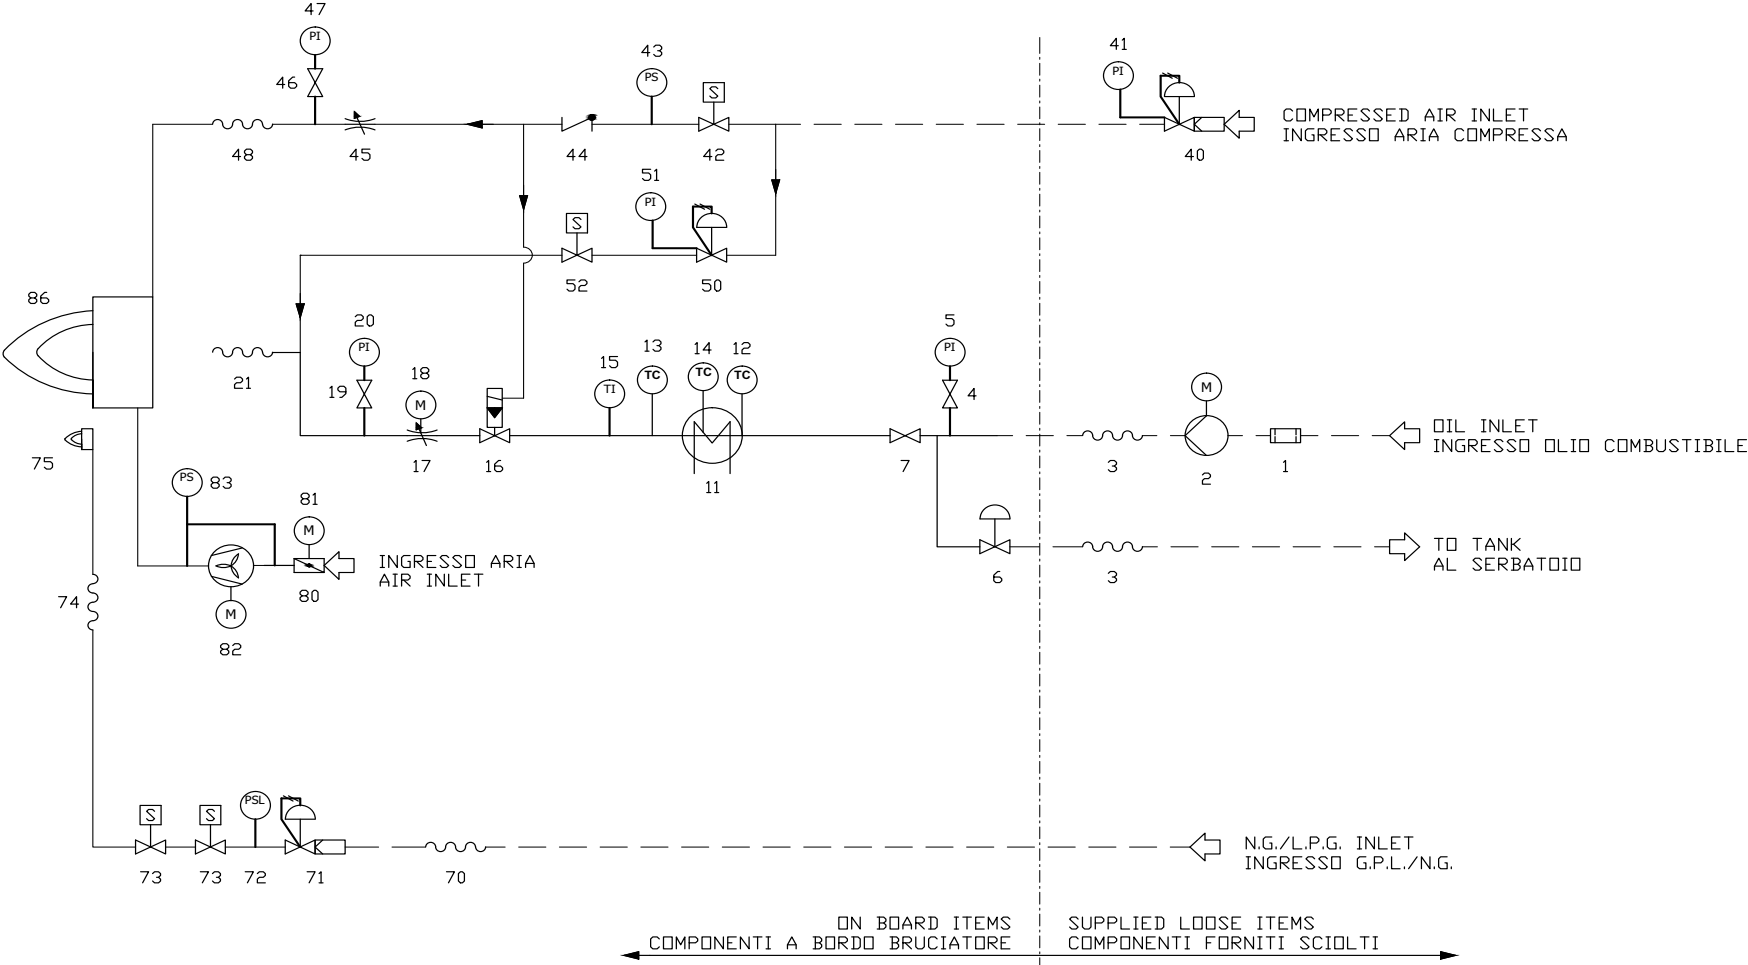 47
PI
46
48
45
43
PS
S
44
42
41
PI
40
COMPRESSED AIR INLET
INGRESSO ARIA COMPRESSA
51
PI
S
52
50
86
21
20
PI
19
18
M
17
16
15
TI
13
TC
14
TC
12
TC
11
5
PI
4
7
M
3
2
1
OIL INLET
INGRESSO OLIO COMBUSTIBILE
6
3
TO TANK
AL SERBATOIO
75
PS
83
81
M
80
M
82
INGRESSO ARIA
AIR INLET
74
S
S
PSL
73
73
72
71
70
N.G./L.P.G. INLET
INGRESSO G.P.L./N.G.
ON BOARD ITEMS
COMPONENTI A BORDO BRUCIATORE
SUPPLIED LOOSE ITEMS
COMPONENTI FORNITI SCIOLTI